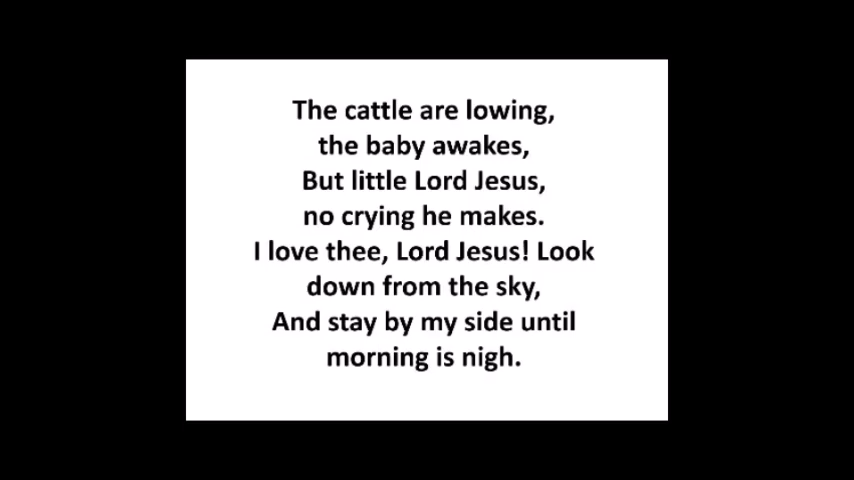 The cattle are lowing,
the baby awakes,
But little Lord Jesus,
no crying he makes.
I love thee, Lord Jesus! Look
down from the sky,
And stay by my side until
morning is nigh.